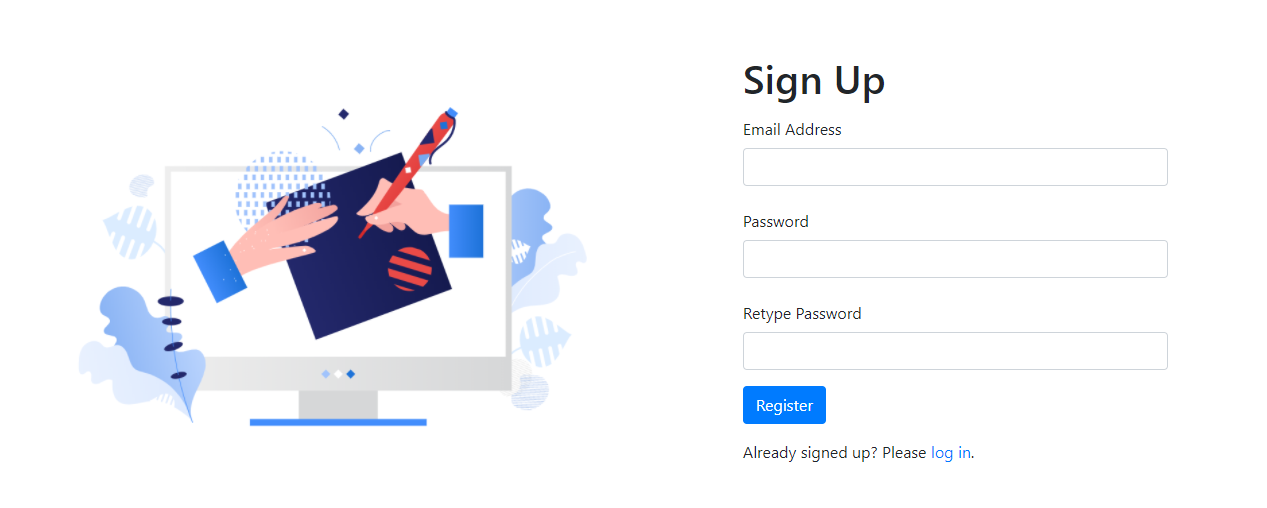 Sign Up
Email Address
Password
Retype Password
Register
Already signed up? Please log in.